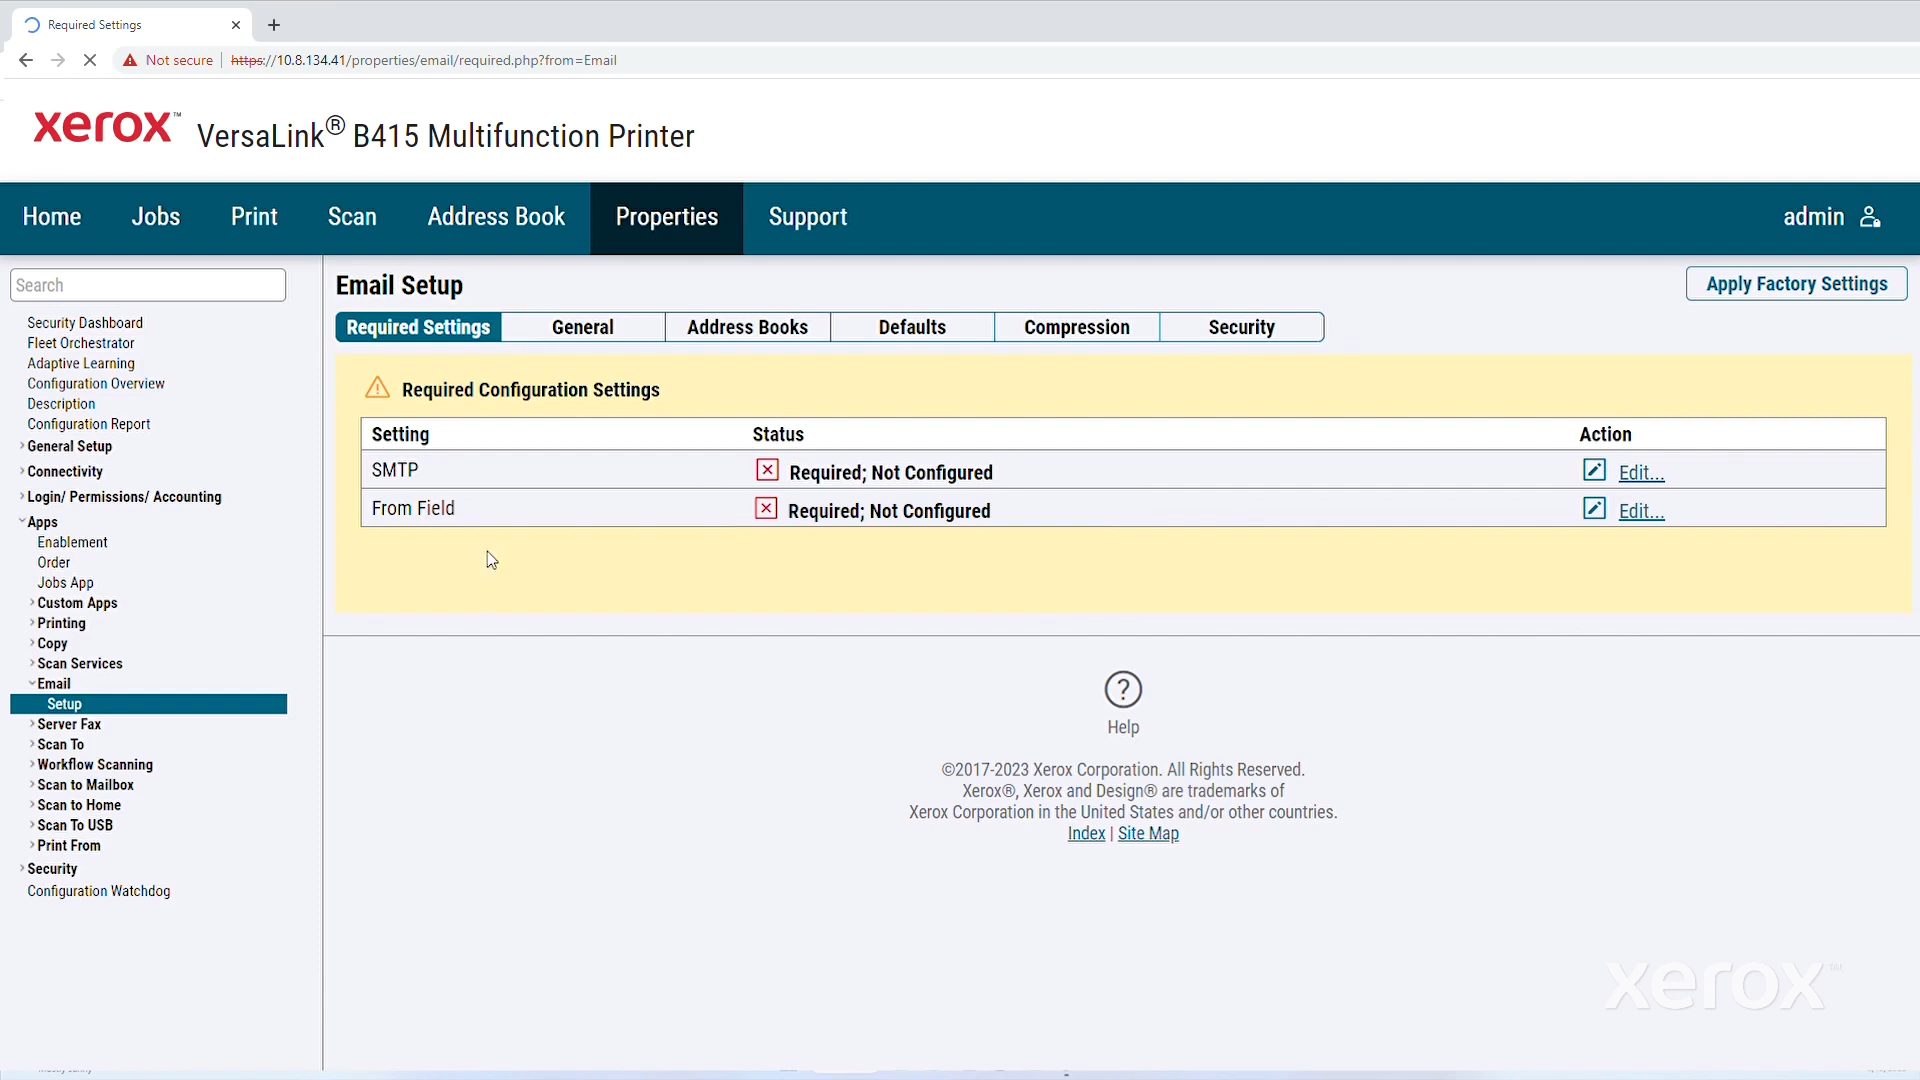 Required Settings
Not secure
https://10.8.134.41/properties/email/required.php?from=Email
xerox™ VersaLink® B415 Multifunction Printer
Home Jobs Print Scan Address Book Properties Support admin
Search
Email Setup
Apply Factory Settings
Required Settings General Address Books Defaults Compression Security
Security Dashboard
Fleet Orchestrator
Adaptive Learning
Configuration Overview
Description
Configuration Report
General Setup
Connectivity
Login/ Permissions/ Accounting
Apps
Enablement
Order
Jobs App
Custom Apps
Printing
Copy
Scan Services
Email
Setup
Server Fax
Scan To
Workflow Scanning
Scan to Mailbox
Scan to Home
Scan To USB
Print From
Security
Configuration Watchdog
Required Configuration Settings
Setting Status Action
SMTP Required; Not Configured Edit...
From Field Required; Not Configured Edit...
Help
©2017-2023 Xerox Corporation. All Rights Reserved.
Xerox®, Xerox and Design® are trademarks of
Xerox Corporation in the United States and/or other countries.
Index | Site Map
xerox™